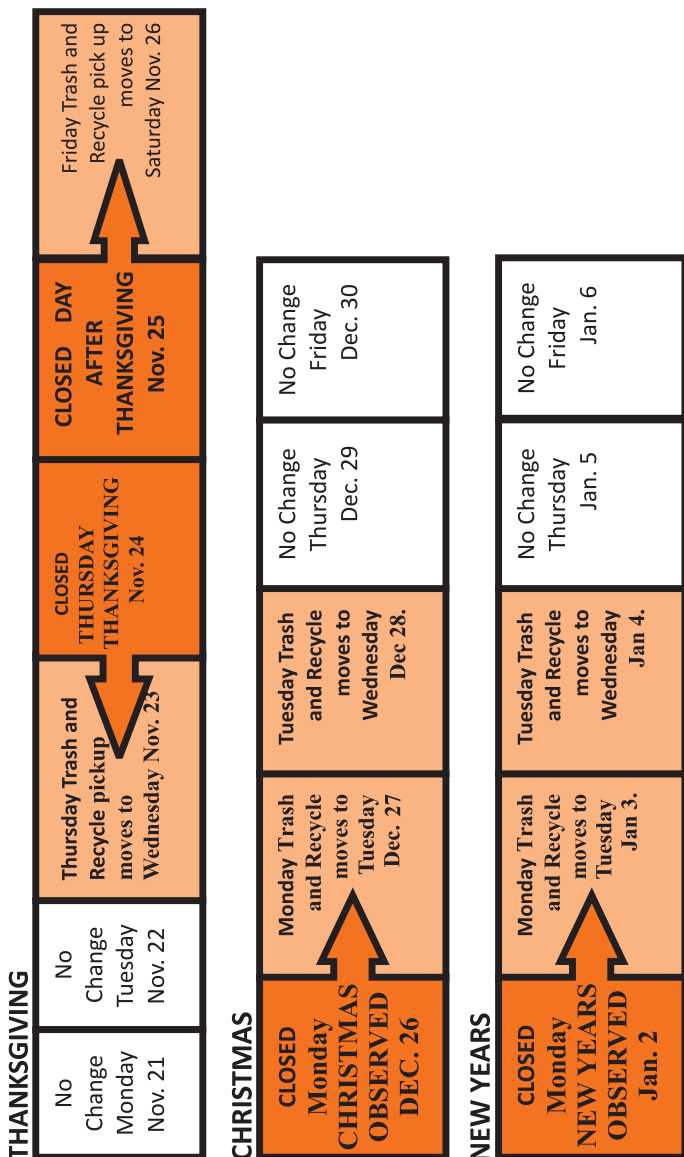 THANKSGIVING
No
Change
Monday
Nov. 21
No
Change
Tuesday
Nov. 22
Thursday Trash and
Recycle pickup
moves to
Wednesday Nov. 23
CLOSED
THURSDAY
THANKSGIVING
Nov. 24
CLOSED DAY
AFTER
THANKSGIVING
Nov. 25
Friday Trash and
Recycle pick up
moves to
Saturday Nov. 26
CHRISTMAS
CLOSED
Monday
CHRISTMAS
OBSERVED
DEC. 26
Monday Trash
and Recycle
moves to
Tuesday
Dec. 27
Tuesday Trash
and Recycle
moves to
Wednesday
Dec 28.
No Change
Thursday
Dec. 29
No Change
Friday
Dec. 30
NEW YEARS
CLOSED
Monday
NEW YEARS
OBSERVED
Jan. 2
Monday Trash
and Recycle
moves to
Tuesday
Jan 3.
Tuesday Trash
and Recycle
moves to
Wednesday
Jan 4.
No Change
Thursday
Jan. 5
No Change
Friday
Jan. 6